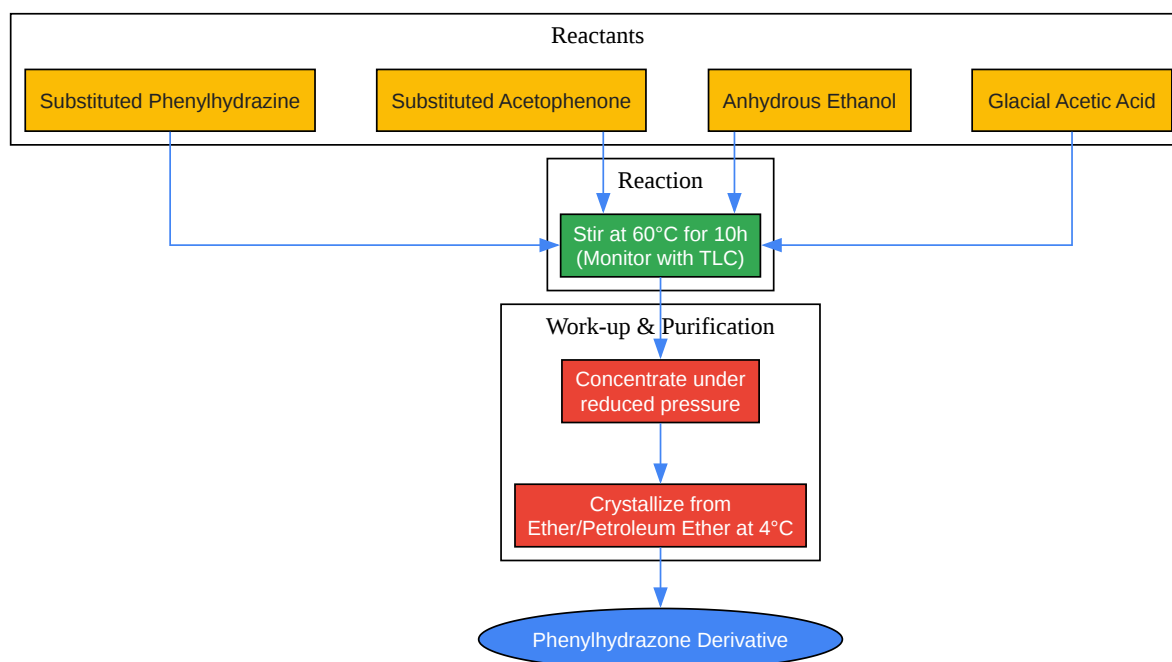 Reactants
Substituted Phenylhydrazine
Substituted Acetophenone
Anhydrous Ethanol
Glacial Acetic Acid
Reaction
Stir at 60°C for 10h
(Monitor with TLC)
Work-up & Purification
Concentrate under
reduced pressure
Crystallize from
Ether/Petroleum Ether at 4°C
Phenylhydrazone Derivative